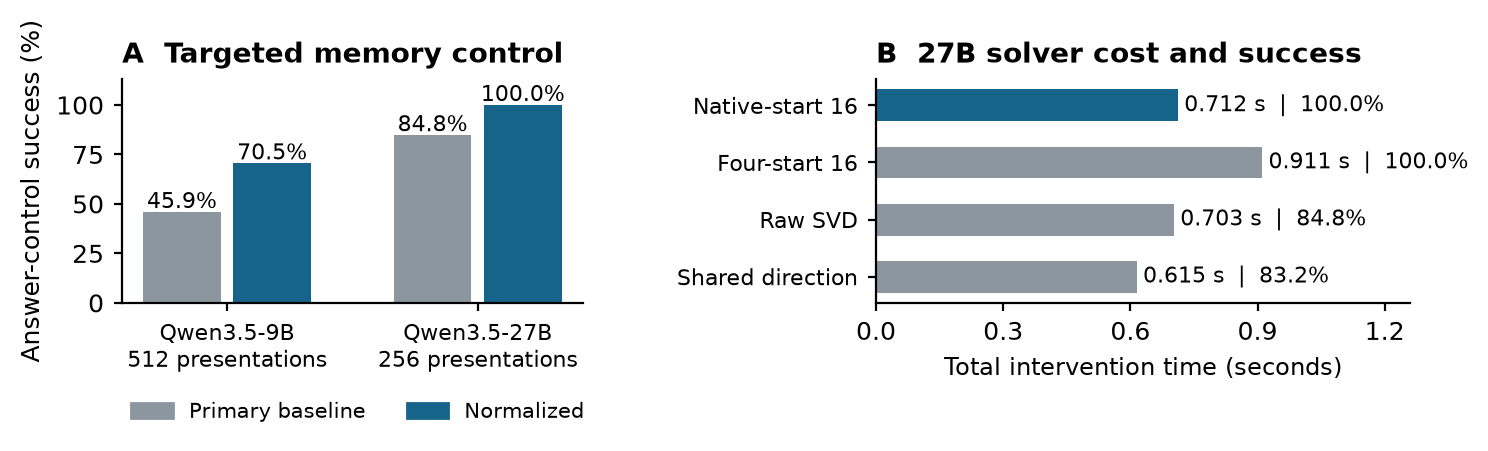 A  Targeted memory control
Answer-control success (%)
100
75
50
25
0
45.9%
70.5%
84.8%
100.0%
Qwen3.5-9B
512 presentations
Qwen3.5-27B
256 presentations
Primary baseline
Normalized
B  27B solver cost and success
Native-start 16
0.712 s | 100.0%
Four-start 16
0.911 s | 100.0%
Raw SVD
0.703 s | 84.8%
Shared direction
0.615 s | 83.2%
0.0 0.3 0.6 0.9 1.2
Total intervention time (seconds)